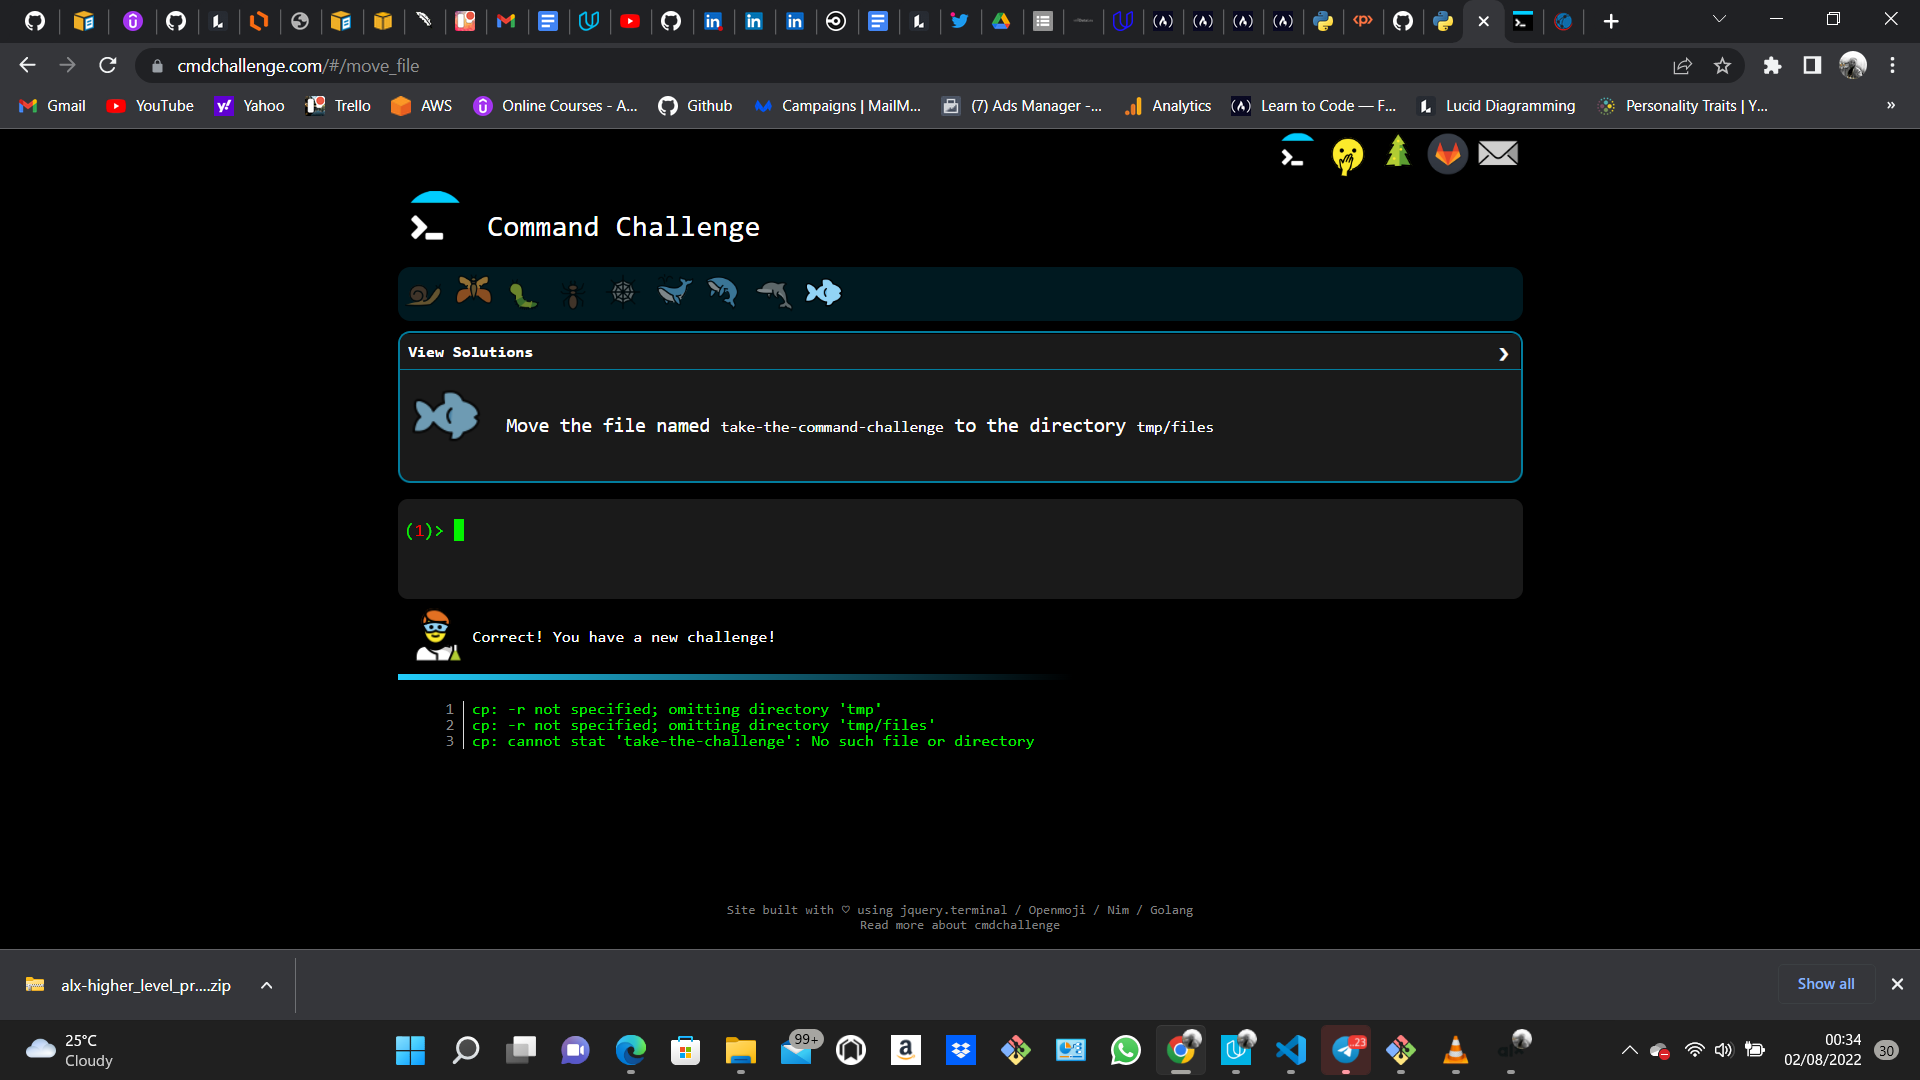 cmdchallenge.com/#/move_file
Gmail YouTube Yahoo Trello AWS Online Courses - A... Github Campaigns | MailM... (7) Ads Manager -... Analytics Learn to Code — F... Lucid Diagramming Personality Traits | Y... »
Command Challenge
View Solutions
Move the file named take-the-command-challenge to the directory tmp/files
(1)>
Correct! You have a new challenge!
1 cp: -r not specified; omitting directory 'tmp'
2 cp: -r not specified; omitting directory 'tmp/files'
3 cp: cannot stat 'take-the-challenge': No such file or directory
Site built with ♡ using jquery.terminal / Openmoji / Nim / Golang
Read more about cmdchallenge
alx-higher_level_pr....zip
Show all
25°C
Cloudy
99+
23
00:34
02/08/2022
30